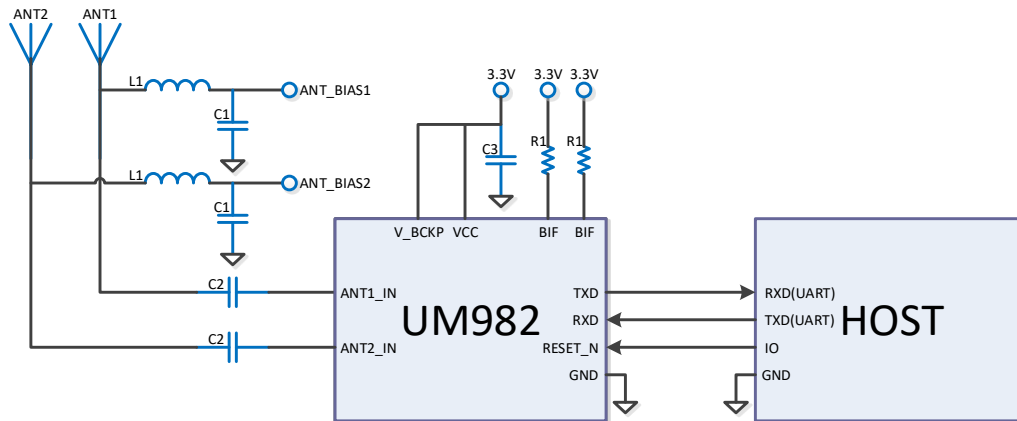 ANT2 ANT1
L1 ANT_BIAS1
C1
L1 ANT_BIAS2
C1
3.3V 3.3V 3.3V
C3 R1 R1
V_BCKP VCC BIF BIF
C2 ANT1_IN
C2 ANT2_IN
UM982
TXD
RXD
RESET_N
GND
RXD(UART)
TXD(UART)
IO
GND
HOST